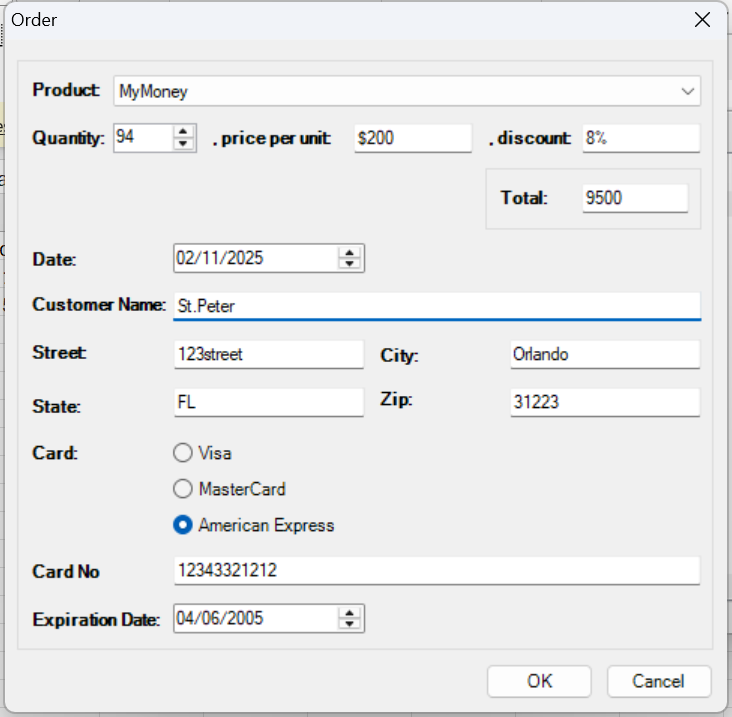 Order
Product: MyMoney
Quantity: 94 , price per unit: $200 , discount: 8%
Total: 9500
Date: 02/11/2025
Customer Name: St.Peter
Street: 123street City: Orlando
State: FL Zip: 31223
Card: Visa
MasterCard
American Express
Card No 12343321212
Expiration Date: 04/06/2005
OK Cancel